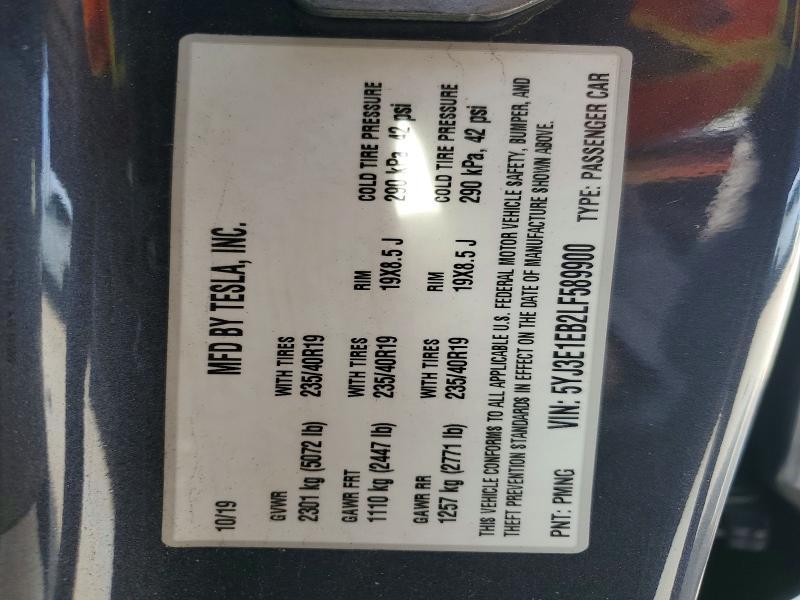 MFD BY TESLA, INC.
10/19
GVWR WITH TIRES
2301 kg (5072 lb) 235/40R19
GAWR FRT WITH TIRES RIM COLD TIRE PRESSURE
1110 kg (2447 lb) 235/40R19 19X8.5 J 290 kPa, 42 psi
GAWR RR WITH TIRES RIM COLD TIRE PRESSURE
1257 kg (2771 lb) 235/40R19 19X8.5 J 290 kPa, 42 psi
THIS VEHICLE CONFORMS TO ALL APPLICABLE U.S. FEDERAL MOTOR VEHICLE SAFETY, BUMPER, AND
THEFT PREVENTION STANDARDS IN EFFECT ON THE DATE OF MANUFACTURE SHOWN ABOVE.
PNT: PMNG VIN: 5YJ3E1EB2LF589900 TYPE: PASSENGER CAR